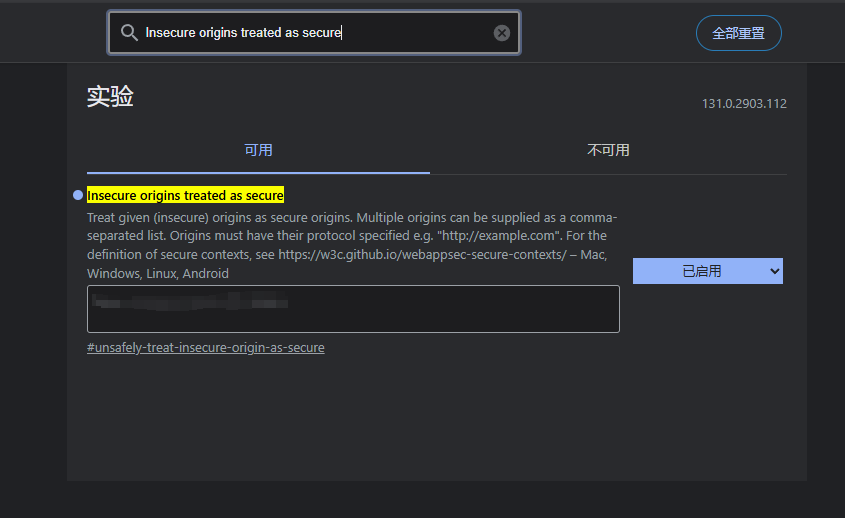 Insecure origins treated as secure
全部重置
实验
131.0.2903.112
可用
不可用
Insecure origins treated as secure
Treat given (insecure) origins as secure origins. Multiple origins can be supplied as a comma-
separated list. Origins must have their protocol specified e.g. "http://example.com". For the
definition of secure contexts, see https://w3c.github.io/webappsec-secure-contexts/ – Mac,
Windows, Linux, Android
已启用
#unsafely-treat-insecure-origin-as-secure